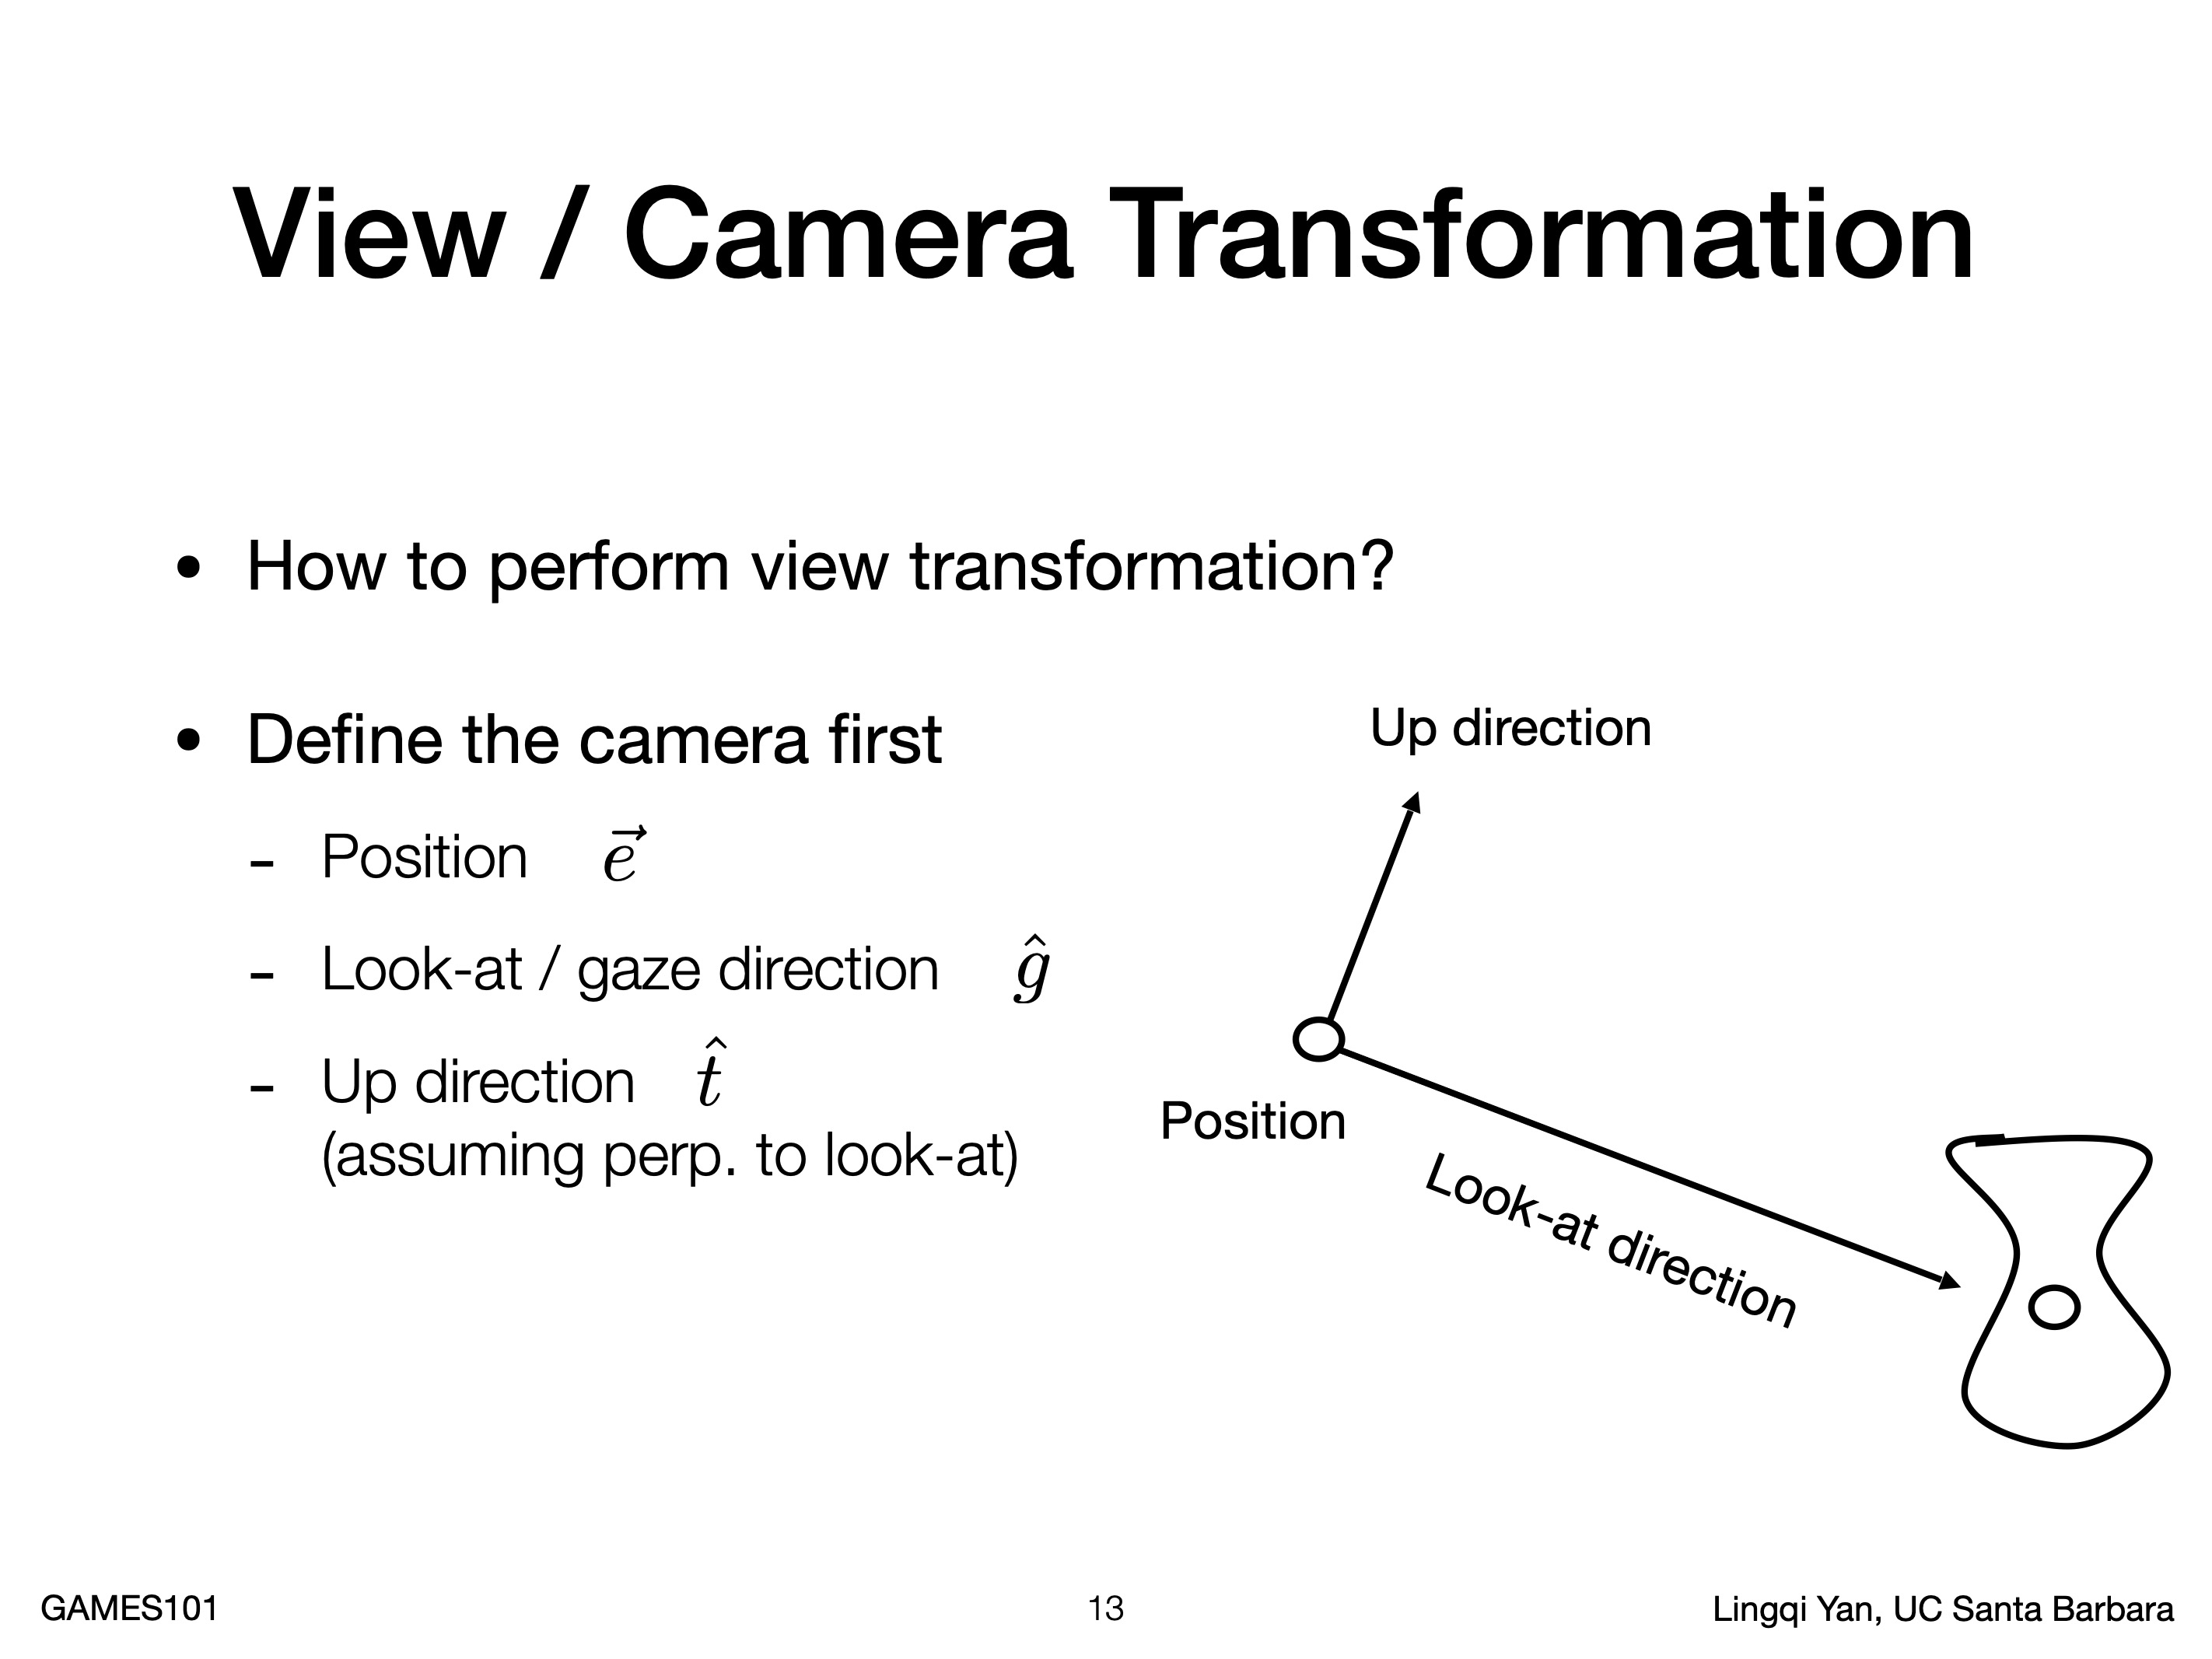 View / Camera Transformation
• How to perform view transformation?
• Define the camera first
- Position $\vec{e}$
- Look-at / gaze direction $\hat{g}$
- Up direction $\hat{t}$
(assuming perp. to look-at)
Up direction
Position
Look-at direction
GAMES101
13
Lingqi Yan, UC Santa Barbara